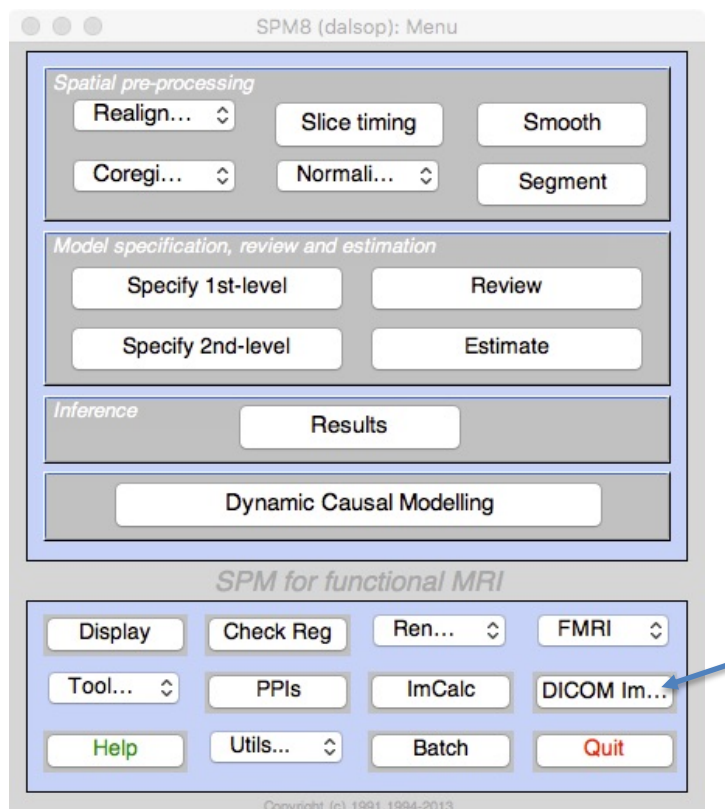 SPM8 (dalsop): Menu
Spatial pre-processing
Realign... Slice timing Smooth
Coregi... Normali... Segment
Model specification, review and estimation
Specify 1st-level Review
Specify 2nd-level Estimate
Inference
Results
Dynamic Causal Modelling
SPM for functional MRI
Display Check Reg Ren... FMRI
Tool... PPIs ImCalc DICOM Im...
Help Utils... Batch Quit
Copyright (c) 1991,1994-2013